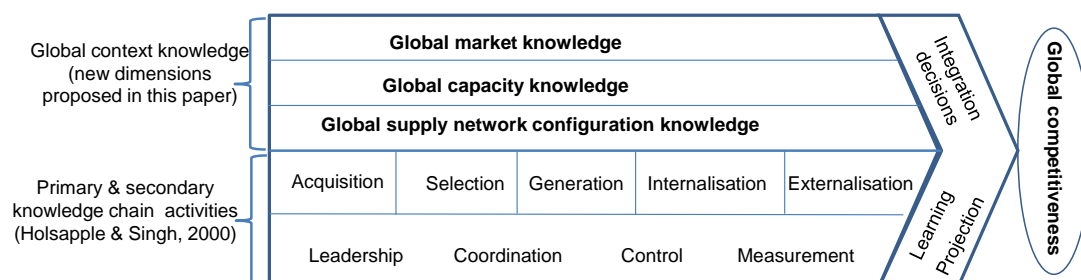 Global context knowledge
(new dimensions
proposed in this paper)
Global market knowledge
Global capacity knowledge
Global supply network configuration knowledge
Primary & secondary
knowledge chain activities
(Holsapple & Singh, 2000)
Acquisition
Selection
Generation
Internalisation
Externalisation
Leadership
Coordination
Control
Measurement
Integration
decisions
Learning
Projection
Global competitiveness